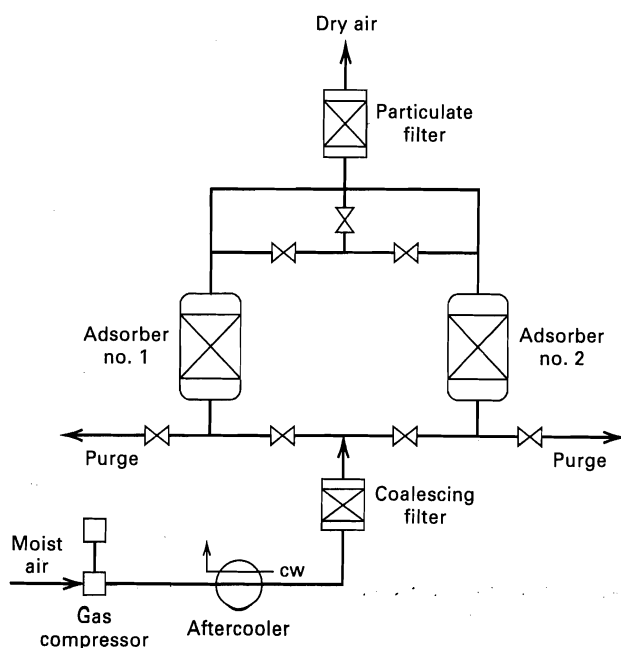 Dry air
Particulate
filter
Adsorber
no. 1
Adsorber
no. 2
Purge
Purge
Coalescing
filter
Moist
air
cw
Gas
compressor
Aftercooler